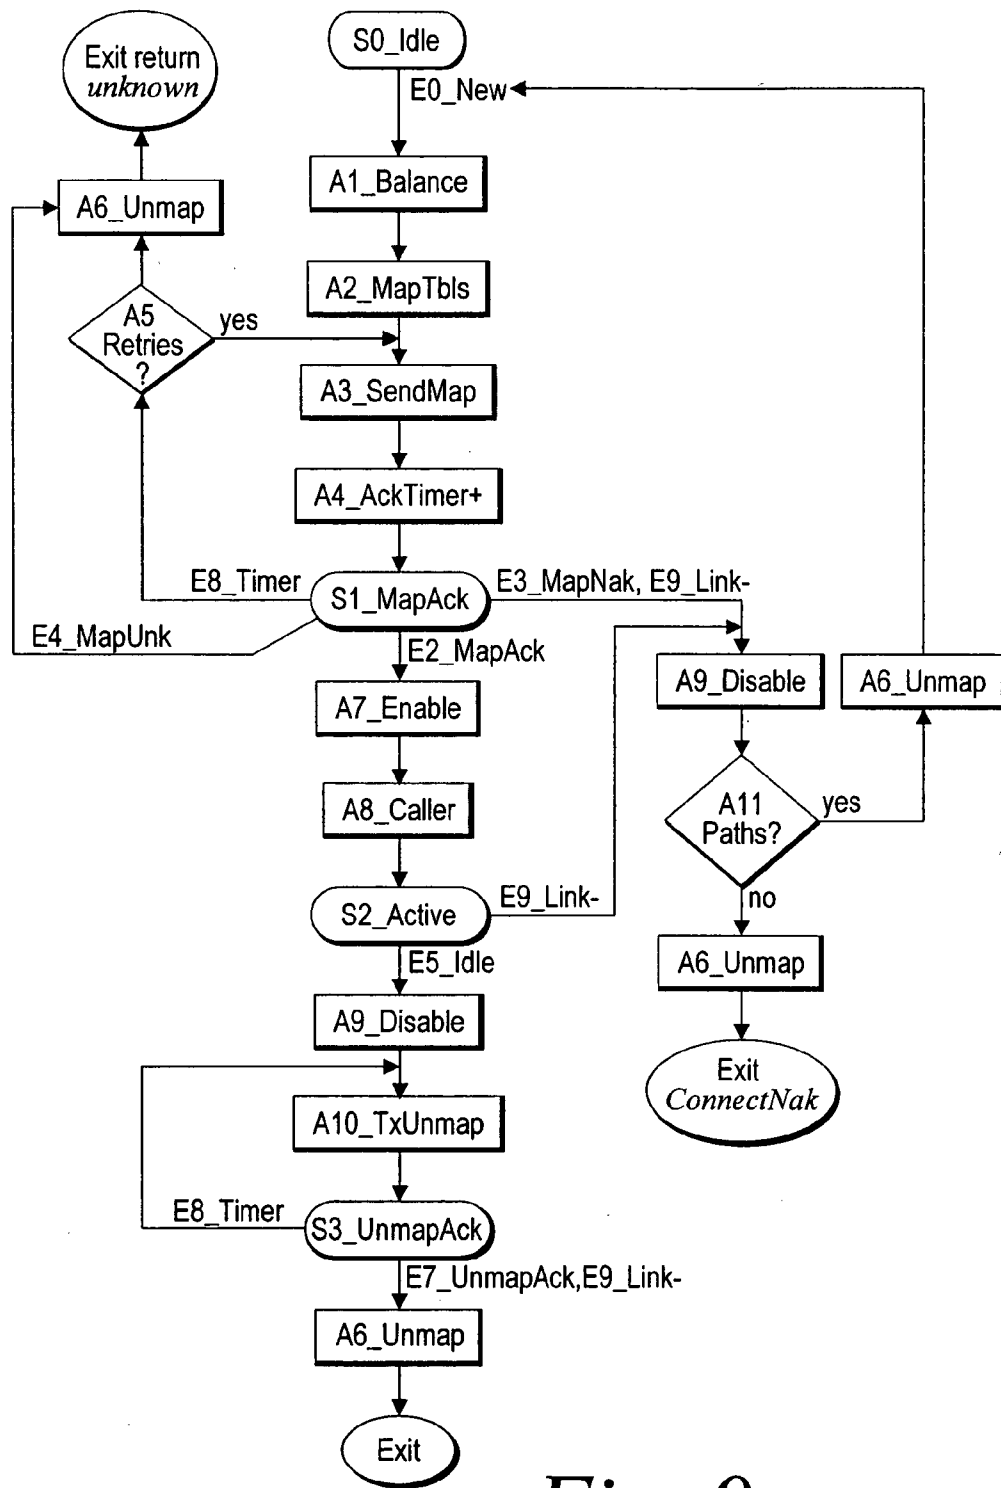 Exit return
unknown
S0_Idle
E0_New
A1_Balance
A6_Unmap
A2_MapTbls
A5
Retries
?
yes
A3_SendMap
A4_AckTimer+
E8_Timer
S1_MapAck
E3_MapNak, E9_Link-
E4_MapUnk
E2_MapAck
A7_Enable
A9_Disable
A6_Unmap
A8_Caller
A11
Paths?
yes
no
S2_Active
E9_Link-
E5_Idle
A6_Unmap
A9_Disable
Exit
ConnectNak
A10_TxUnmap
E8_Timer
S3_UnmapAck
E7_UnmapAck,E9_Link-
A6_Unmap
Exit